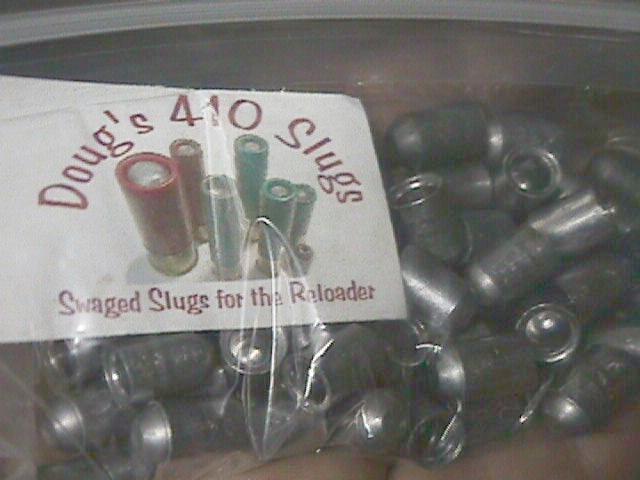 Doug's 410 Slugs
Swaged Slugs for the Reloader